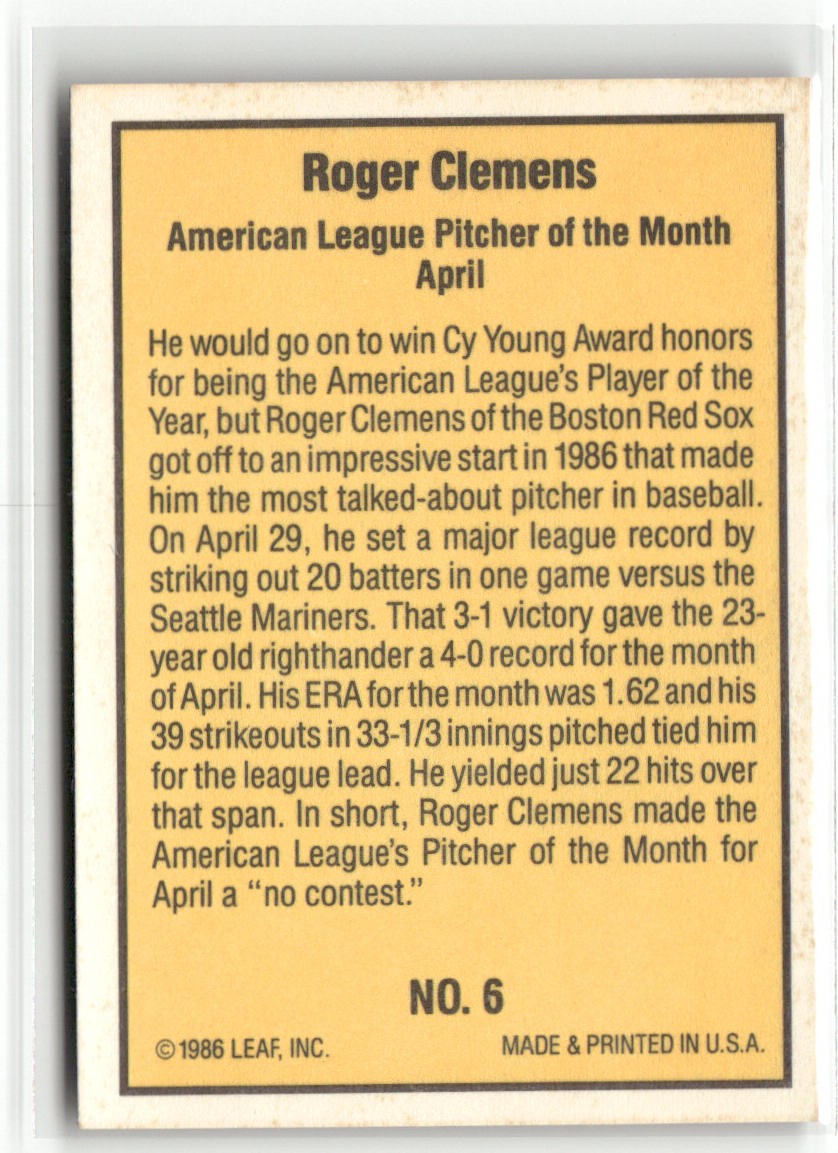 Roger Clemens
American League Pitcher of the Month
April
He would go on to win Cy Young Award honors
for being the American League's Player of the
Year, but Roger Clemens of the Boston Red Sox
got off to an impressive start in 1986 that made
him the most talked-about pitcher in baseball.
On April 29, he set a major league record by
striking out 20 batters in one game versus the
Seattle Mariners. That 3-1 victory gave the 23-
year old righthander a 4-0 record for the month
of April. His ERA for the month was 1.62 and his
39 strikeouts in 33-1/3 innings pitched tied him
for the league lead. He yielded just 22 hits over
that span. In short, Roger Clemens made the
American League's Pitcher of the Month for
April a “no contest.”
NO. 6
©1986 LEAF, INC. MADE & PRINTED IN U.S.A.